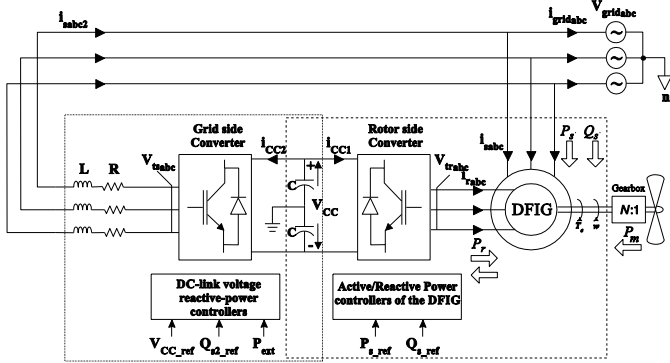 i_sabc2
i_gridabc
V_gridabc
~
~
~
n
i_sabc
P_s
Q_s
Grid side
Converter
i_CC2
i_CC1
Rotor side
Converter
V_tsabc
V_trabc
L
R
C
+
V_CC
C
-
i_rabc
DFIG
Gearbox
N:1
T_e
w
P_m
P_r
DC-link voltage
reactive-power
controllers
Active/Reactive Power
controllers of the DFIG
V_CC_ref
Q_s2_ref
P_ext
P_s_ref
Q_s_ref